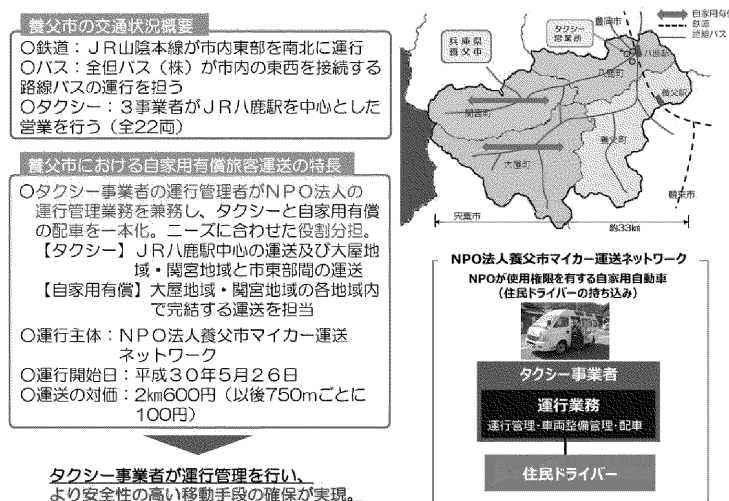 養父市の交通状況概要
○鉄道：ＪＲ山陰本線が市内東部を南北に運行
○バス：全但バス（株）が市内の東西を接続する
路線バスの運行を担う
○タクシー：３事業者がＪＲ八鹿駅を中心とした
営業を行う（全22両）
養父市における自家用有償旅客運送の特長
○タクシー事業者の運行管理者がＮＰＯ法人の
運行管理業務を兼務し、タクシーと自家用有償
の配車を一本化。ニーズに合わせた役割分担。
【タクシー】ＪＲ八鹿駅中心の運送及び大屋地
域・関宮地域と市東部間の運送
【自家用有償】大屋地域・関宮地域の各地域内
で完結する運送を担当
○運行主体：ＮＰＯ法人養父市マイカー運送
ネットワーク
○運行開始日：平成３０年５月２６日
○運送の対価：2㎞600円（以後750mごとに
100円）
タクシー事業者が運行管理を行い、
より安全性の高い移動手段の確保が実現。
自家用有
鉄道
路線バス
兵庫県
養父市
タクシー
営業所
豊岡市
八鹿駅
八鹿町
養父駅
関宮町
養父町
大屋町
朝来市
宍粟市
約33㎞
NPO法人養父市マイカー運送ネットワーク
NPOが使用権限を有する自家用自動車
（住民ドライバーの持ち込み）
タクシー事業者
運行業務
運行管理・車両整備管理・配車
住民ドライバー